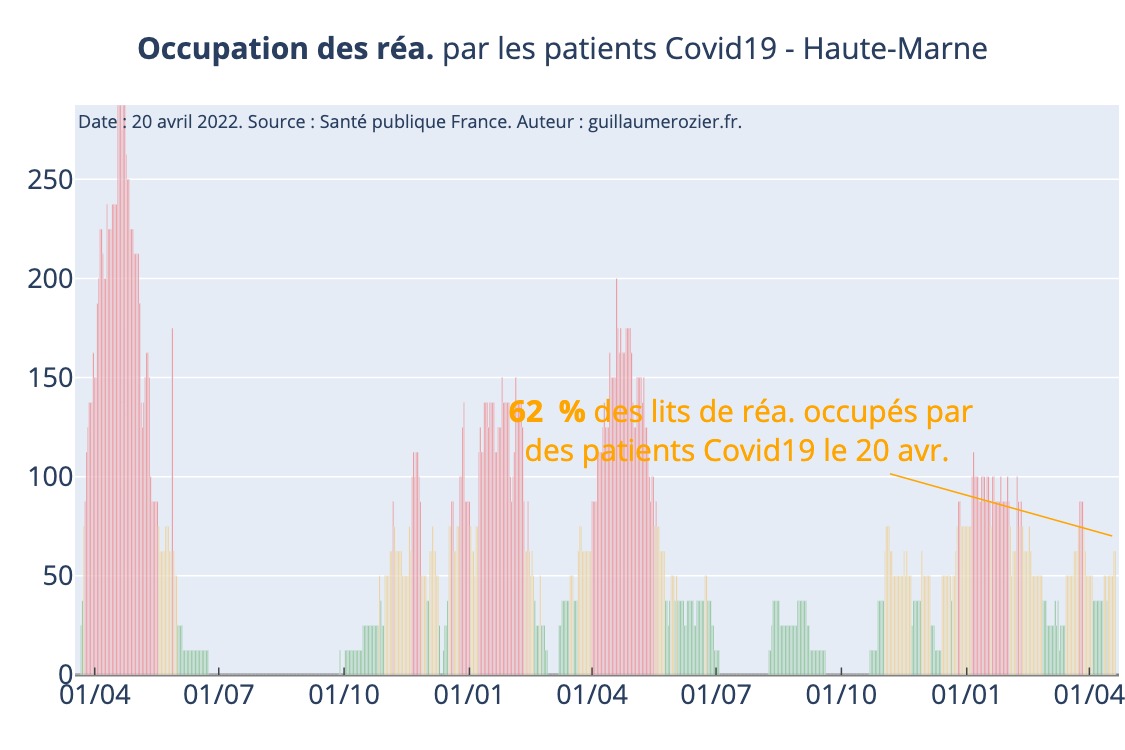 Occupation des réa. par les patients Covid19 - Haute-Marne
Date : 20 avril 2022. Source : Santé publique France. Auteur : guillaumerozier.fr.
250
200
150
62 % des lits de réa. occupés par
des patients Covid19 le 20 avr.
100
50
0
01/04 01/07 01/10 01/01 01/04 01/07 01/10 01/01 01/04